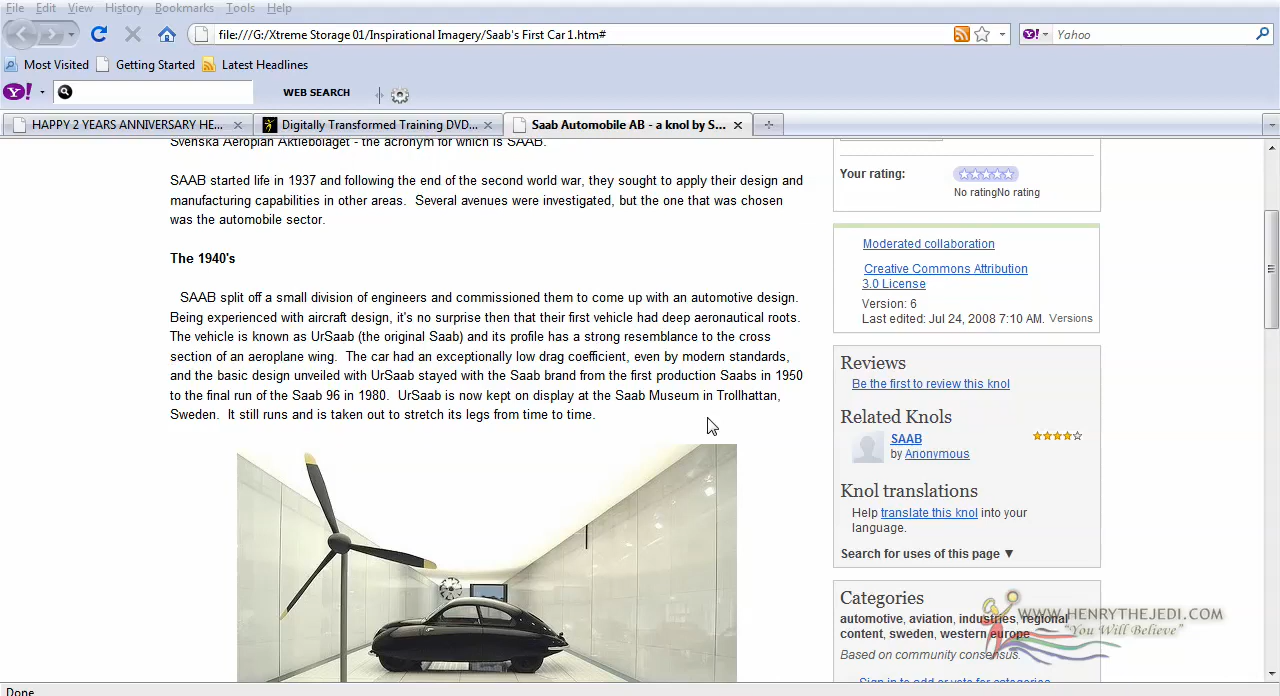 File Edit View History Bookmarks Tools Help
file:///G:/Xtreme Storage 01/Inspirational Imagery/Saab's First Car 1.htm#
Yahoo
Most Visited Getting Started Latest Headlines
Y! WEB SEARCH
HAPPY 2 YEARS ANNIVERSARY HE... Digitally Transformed Training DVD... Saab Automobile AB - a knol by S...
Svenska Aeroplan Aktiebolaget - the acronym for which is SAAB.
SAAB started life in 1937 and following the end of the second world war, they sought to apply their design and
manufacturing capabilities in other areas. Several avenues were investigated, but the one that was chosen
was the automobile sector.
The 1940's
SAAB split off a small division of engineers and commissioned them to come up with an automotive design.
Being experienced with aircraft design, it's no surprise then that their first vehicle had deep aeronautical roots.
The vehicle is known as UrSaab (the original Saab) and its profile has a strong resemblance to the cross
section of an aeroplane wing. The car had an exceptionally low drag coefficient, even by modern standards,
and the basic design unveiled with UrSaab stayed with the Saab brand from the first production Saabs in 1950
to the final run of the Saab 96 in 1980. UrSaab is now kept on display at the Saab Museum in Trollhattan,
Sweden. It still runs and is taken out to stretch its legs from time to time.
Your rating:
No ratingNo rating
Moderated collaboration
Creative Commons Attribution
3.0 License
Version: 6
Last edited: Jul 24, 2008 7:10 AM. Versions
Reviews
Be the first to review this knol
Related Knols
SAAB
by Anonymous
Knol translations
Help translate this knol into your
language.
Search for uses of this page ▼
Categories
automotive, aviation, industries, regional
content, sweden, western europe
Based on community consensus.
Sign in to add or vote for categories
WWW.HENRYTHEJEDI.COM
"You Will Believe"
Done